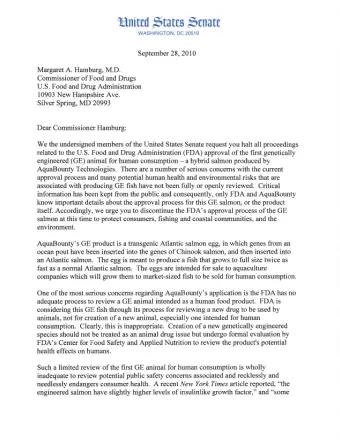 United States Senate
WASHINGTON, DC 20510
September 28, 2010
Margaret A. Hamburg, M.D.
Commissioner of Food and Drugs
U.S. Food and Drug Administration
10903 New Hampshire Ave.
Silver Spring, MD 20993
Dear Commissioner Hamburg:
We the undersigned members of the United States Senate request you halt all proceedings
related to the U.S. Food and Drug Administration (FDA) approval of the first genetically
engineered (GE) animal for human consumption – a hybrid salmon produced by
AquaBounty Technologies. There are a number of serious concerns with the current
approval process and many potential human health and environmental risks that are
associated with producing GE fish have not been fully or openly reviewed. Critical
information has been kept from the public and consequently, only FDA and AquaBounty
know important details about the approval process for this GE salmon, or the product
itself. Accordingly, we urge you to discontinue the FDA's approval process of the GE
salmon at this time to protect consumers, fishing and coastal communities, and the
environment.
AquaBounty's GE product is a transgenic Atlantic salmon egg, in which genes from an
ocean pout have been inserted into the genes of Chinook salmon, and then inserted into
an Atlantic salmon. The egg is meant to produce a fish that grows to full size twice as
fast as a normal Atlantic salmon. The eggs are intended for sale to aquaculture
companies which will grow them to market-sized fish to be sold for human consumption.
One of the most serious concerns regarding AquaBounty's application is the FDA has no
adequate process to review a GE animal intended as a human food product. FDA is
considering this GE fish through its process for reviewing a new drug to be used by
animals, not for creation of a new animal, especially one intended for human
consumption. Clearly, this is inappropriate. Creation of a new genetically engineered
species should not be treated as an animal drug issue but undergo formal evaluation by
FDA's Center for Food Safety and Applied Nutrition to review the product's potential
health effects on humans.
Such a limited review of the first GE animal for human consumption is wholly
inadequate to review potential public safety concerns associated and recklessly and
needlessly endangers consumer health. A recent New York Times article reported, "the
engineered salmon have slightly higher levels of insulinlike growth factor," and "some